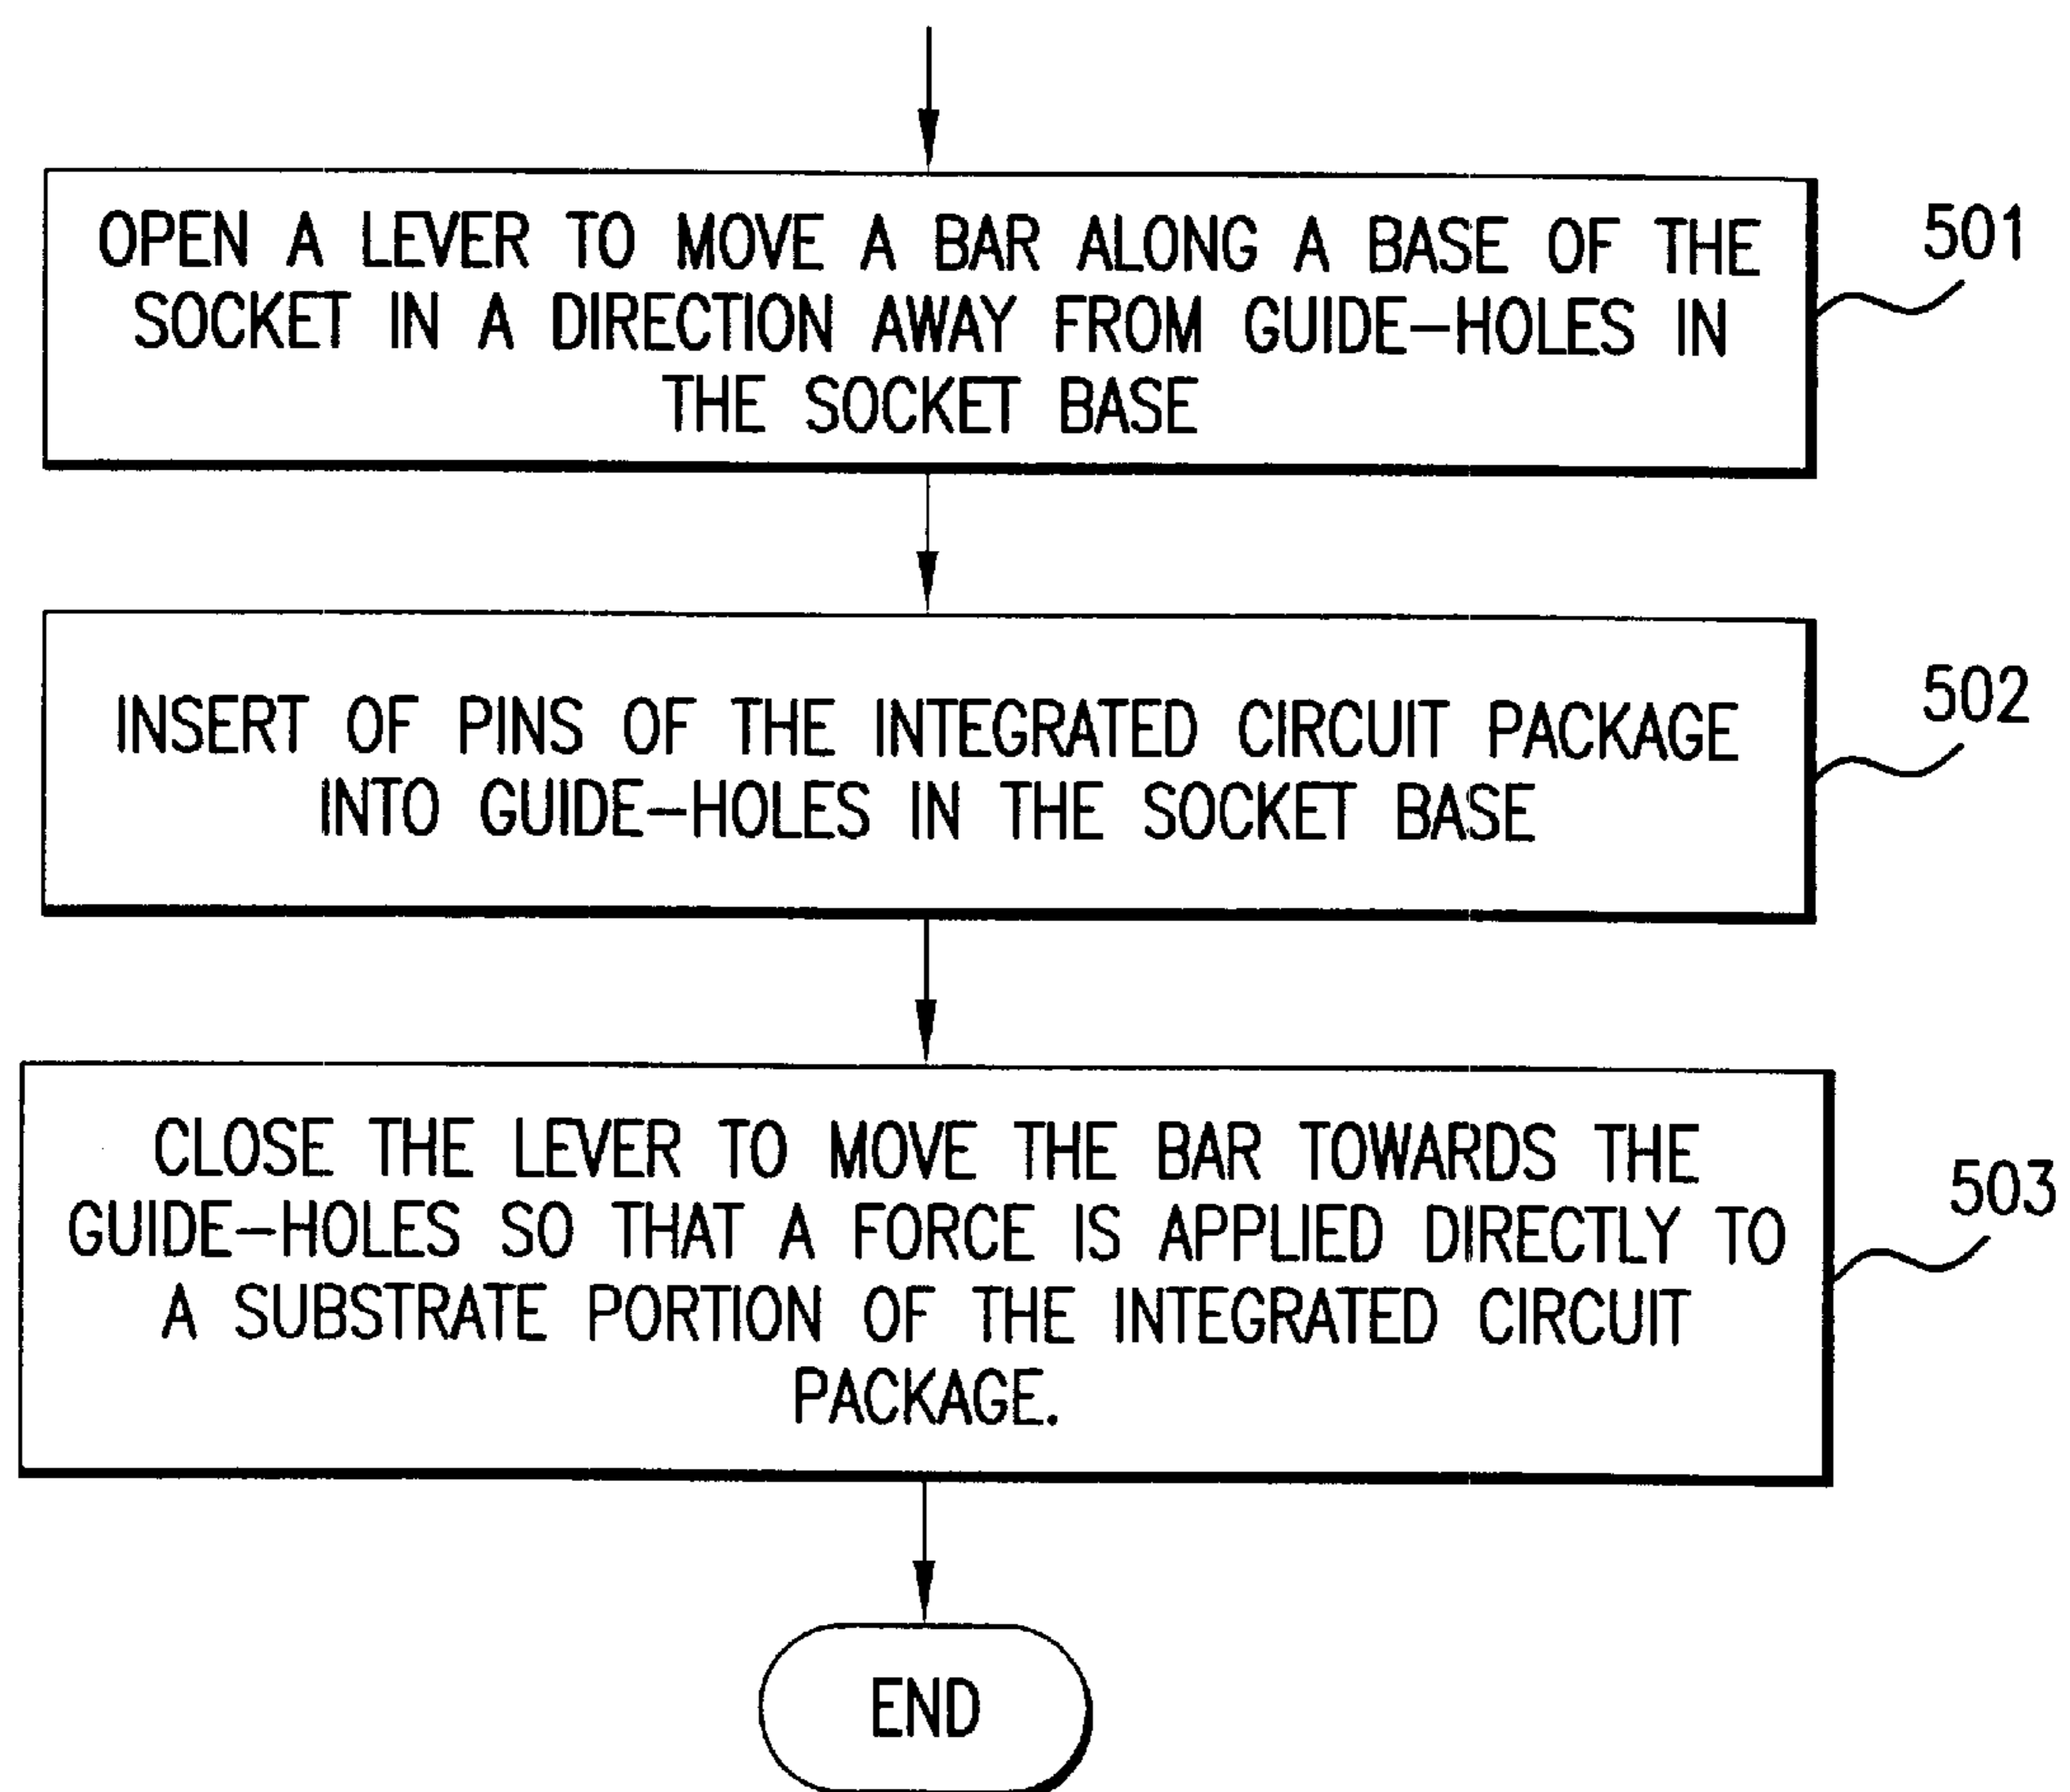 OPEN A LEVER TO MOVE A BAR ALONG A BASE OF THE
SOCKET IN A DIRECTION AWAY FROM GUIDE-HOLES IN
THE SOCKET BASE
501
INSERT OF PINS OF THE INTEGRATED CIRCUIT PACKAGE
INTO GUIDE-HOLES IN THE SOCKET BASE
502
CLOSE THE LEVER TO MOVE THE BAR TOWARDS THE
GUIDE-HOLES SO THAT A FORCE IS APPLIED DIRECTLY TO
A SUBSTRATE PORTION OF THE INTEGRATED CIRCUIT
PACKAGE.
503
END